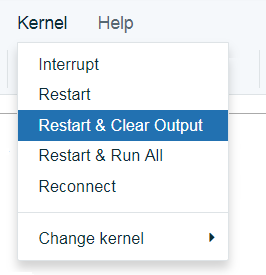 Kernel Help
Interrupt
Restart
Restart & Clear Output
Restart & Run All
Reconnect
Change kernel